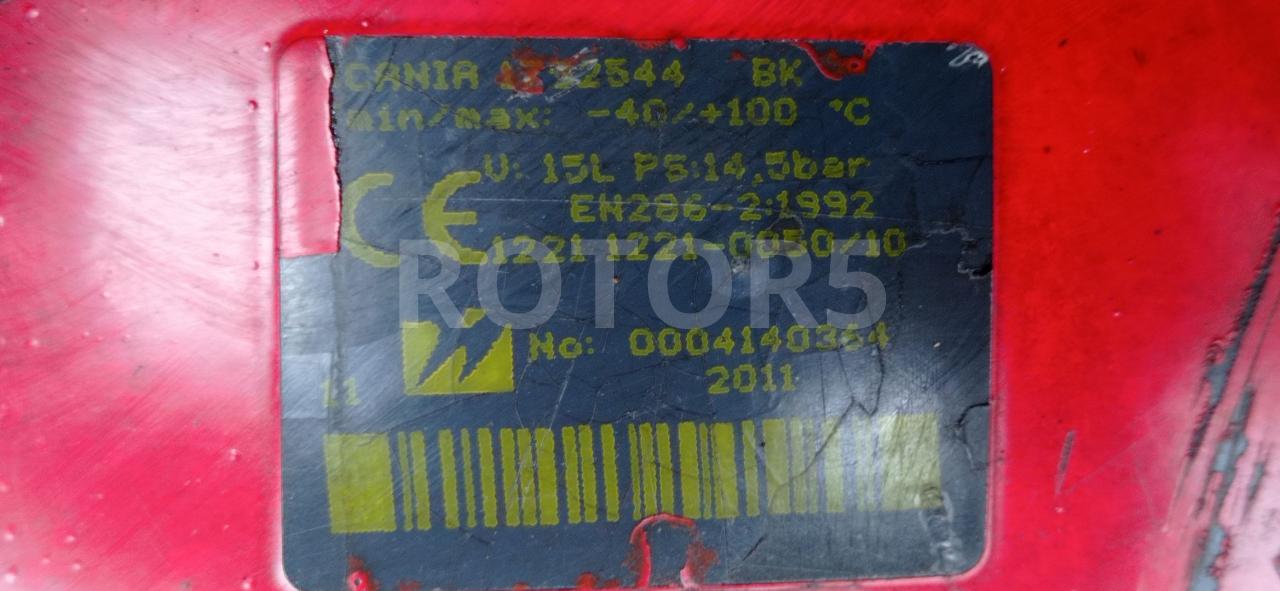 CANIA 2544 BK
min/max: -40/+100 °C
V: 15L PS:14,5bar
EN286-2:1992
CE 1221 1221-0050/10
ROTOR5
No: 0004140364
2011
11